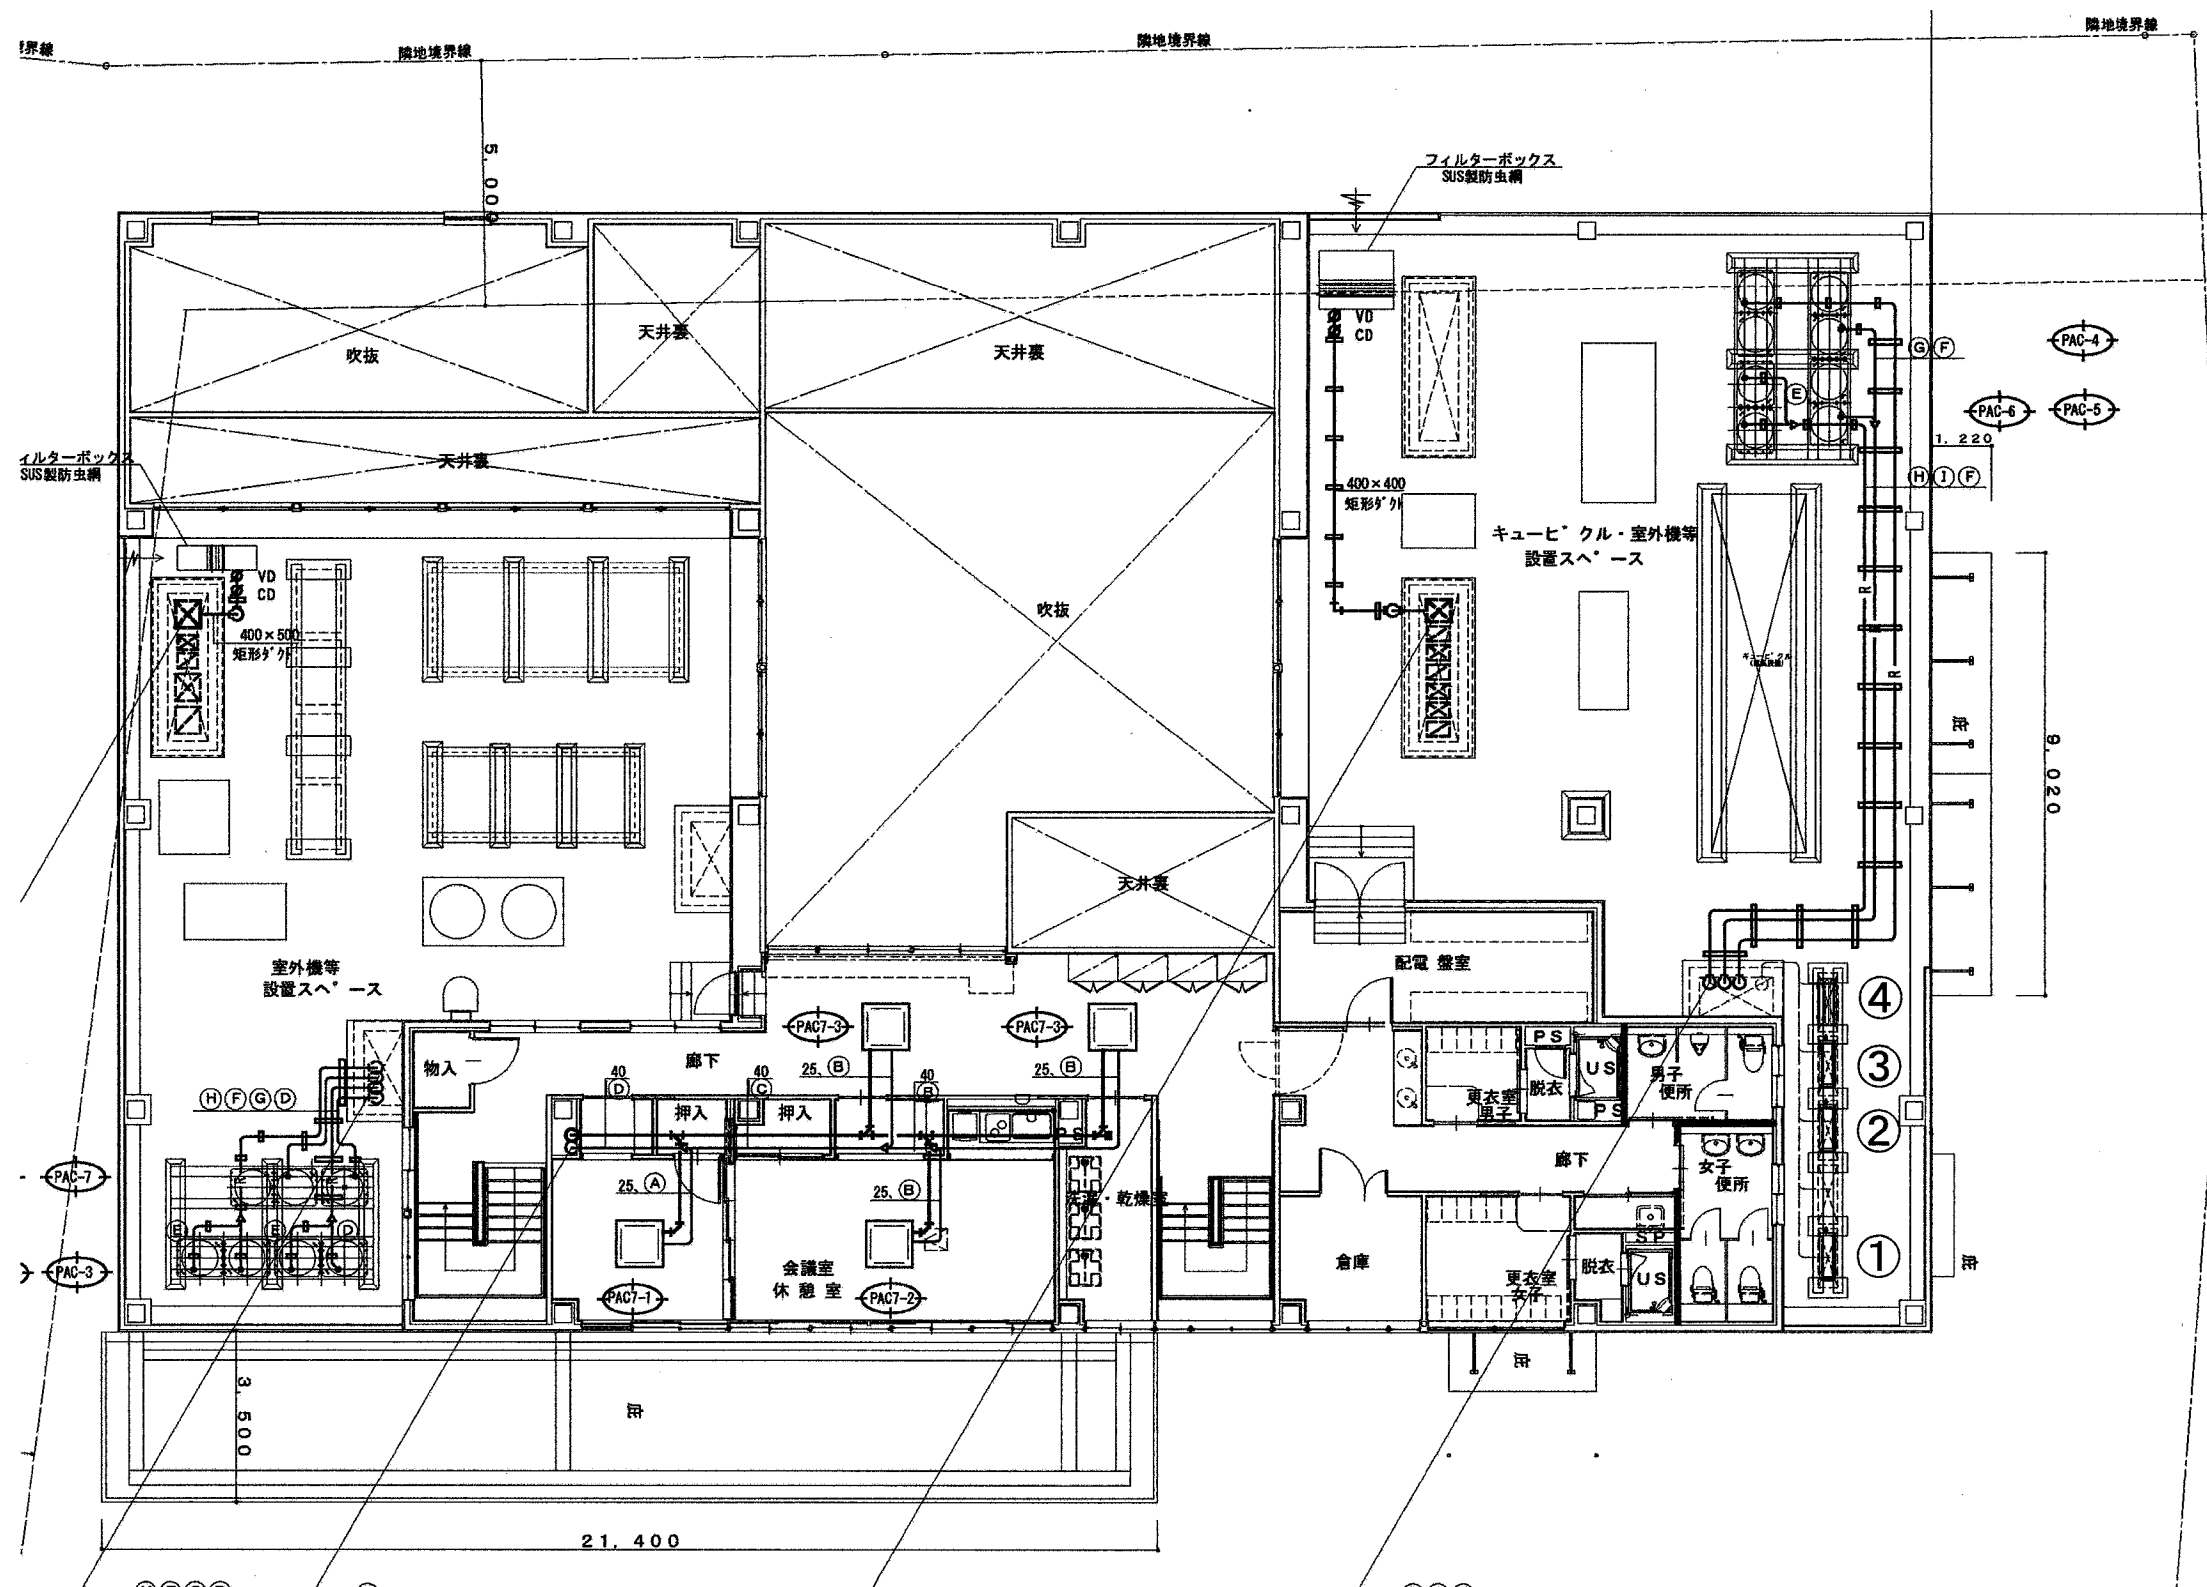 界線
隣地境界線
隣地境界線
隣地境界線
5,000
フィルターボックス
SUS製防虫網
吹抜
天井裏
天井裏
VD
CD
G F
PAC-4
E
PAC-6
PAC-5
1,220
H I F
ィルターボックス
SUS製防虫網
天井裏
400×400
矩形ダクト
キュービクル・室外機等
設置スペース
VD
CD
400×500
矩形ダクト
吹抜
R
R
キュービクル
庇
9,020
天井裏
室外機等
設置スペース
配電盤室
④
PAC7-3
PAC7-3
物入
廊下
25、B
25、B
40
D
40
C
40
B
H F G D
押入
押入
PS
US
脱衣
更衣室
男子
PS
男子
便所
③
②
PS
廊下
女子
便所
PAC-7
25、A
25、B
洗濯・乾燥室
E
E
D
SP
PAC-3
会議室
休憩室
倉庫
脱衣
US
更衣室
女子
①
庇
PAC7-1
PAC7-2
庇
庇
3,500
21,400